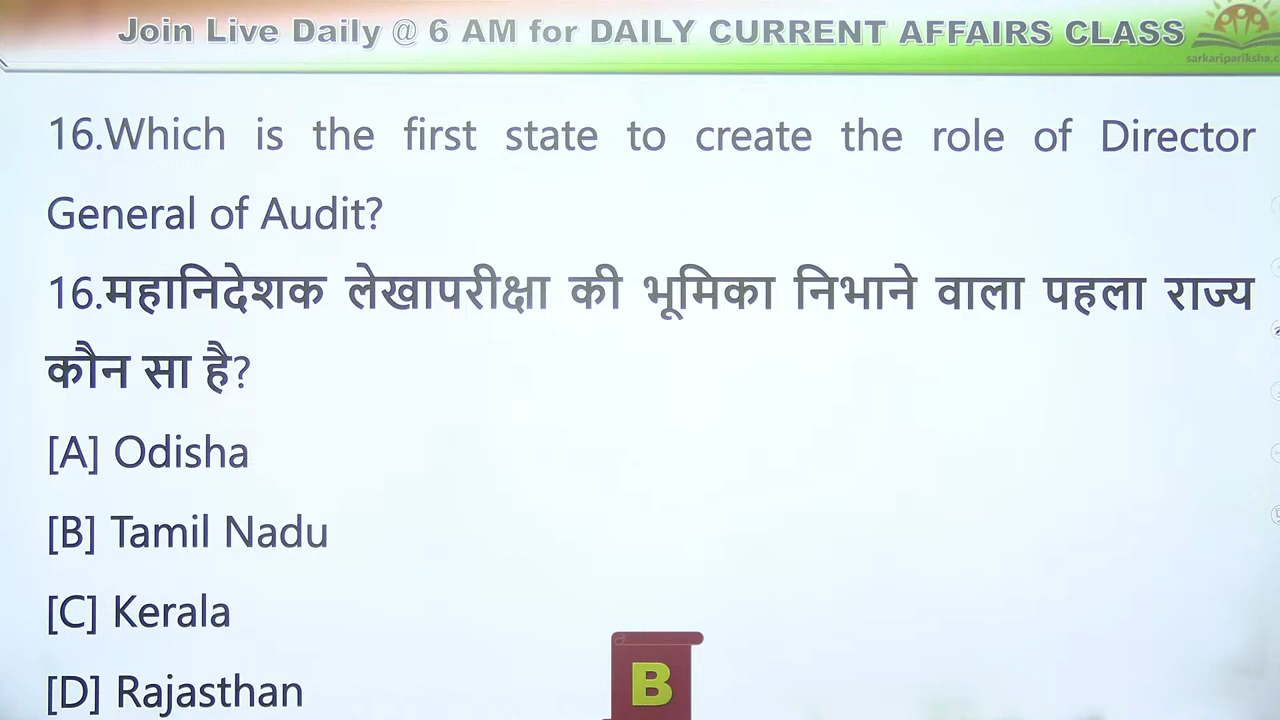 Join Live Daily @ 6 AM for DAILY CURRENT AFFAIRS CLASS
sarkaripariksha.c
16.Which is the first state to create the role of Director
General of Audit?
16.महानिदेशक लेखापरीक्षा की भूमिका निभाने वाला पहला राज्य
कौन सा है?
[A] Odisha
[B] Tamil Nadu
[C] Kerala
[D] Rajasthan
B